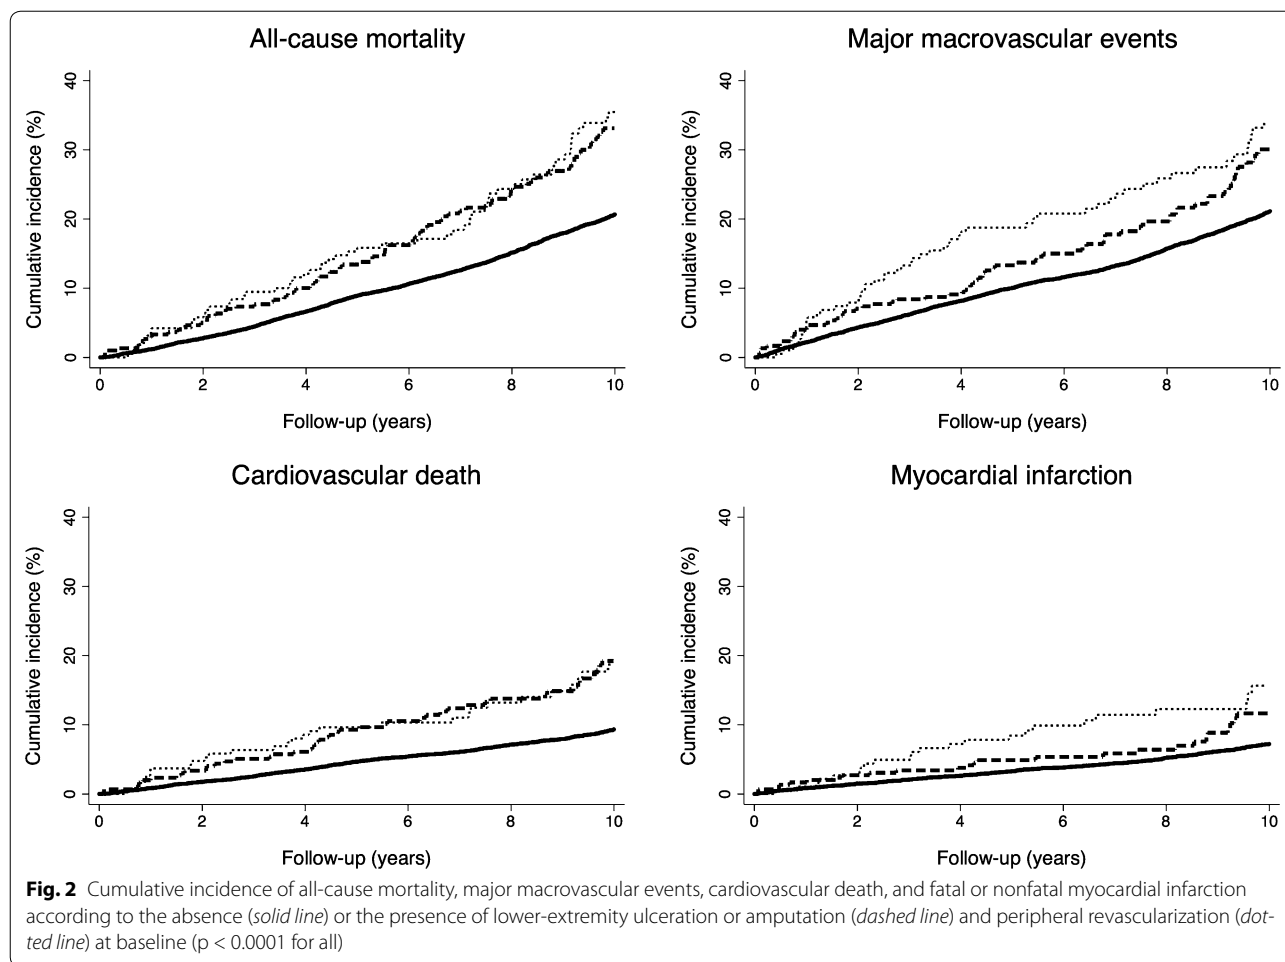 All-cause mortality
Cumulative incidence (%)
40
30
20
10
0
0 2 4 6 8 10
Follow-up (years)
Major macrovascular events
Cumulative incidence (%)
40
30
20
10
0
0 2 4 6 8 10
Follow-up (years)
Cardiovascular death
Cumulative incidence (%)
40
30
20
10
0
0 2 4 6 8 10
Follow-up (years)
Myocardial infarction
Cumulative incidence (%)
40
30
20
10
0
0 2 4 6 8 10
Follow-up (years)
Fig. 2 Cumulative incidence of all-cause mortality, major macrovascular events, cardiovascular death, and fatal or nonfatal myocardial infarction
according to the absence (solid line) or the presence of lower-extremity ulceration or amputation (dashed line) and peripheral revascularization (dot-
ted line) at baseline (p < 0.0001 for all)